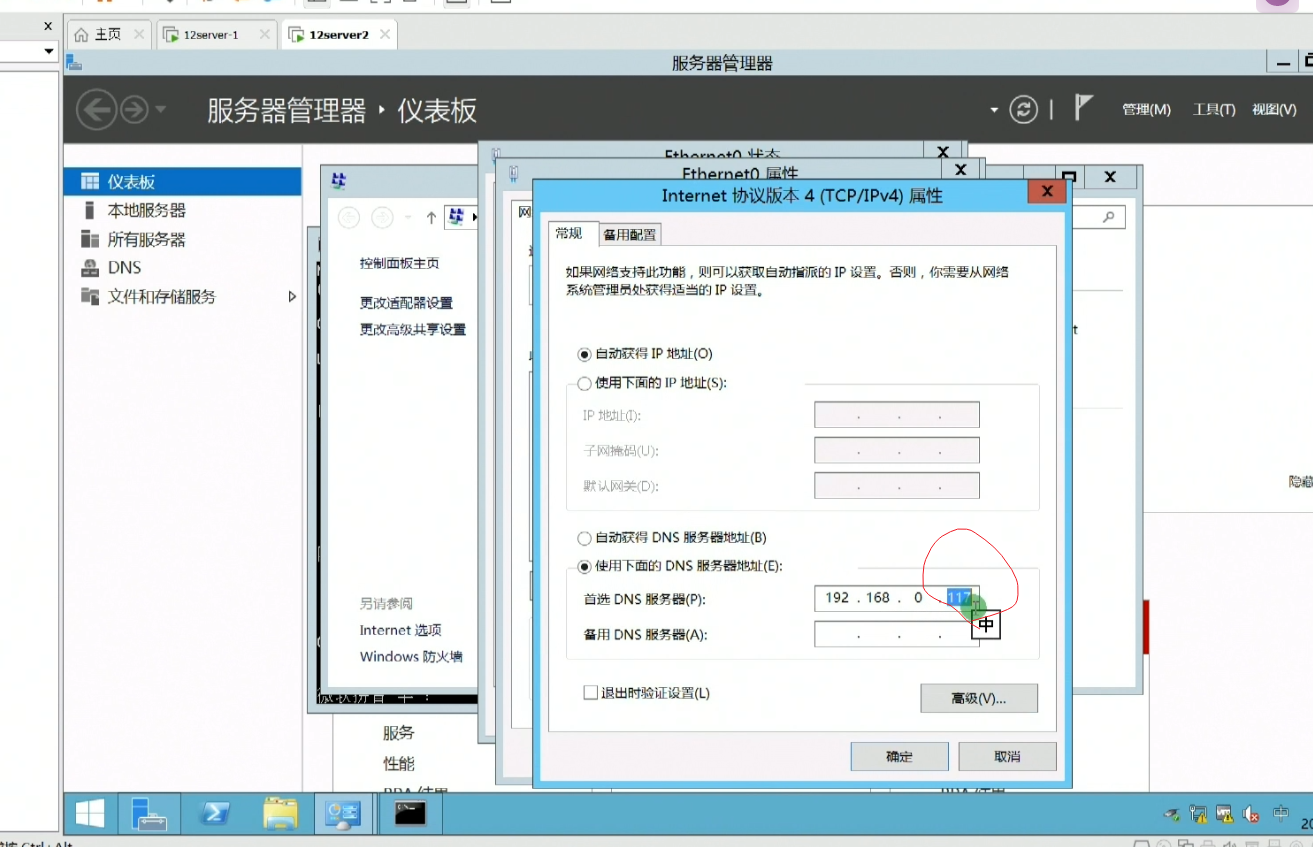 主页
12server-1
12server2
服务器管理器
服务器管理器 ‣ 仪表板
管理(M) 工具(T) 视图(V)
仪表板
本地服务器
所有服务器
DNS
文件和存储服务
控制面板主页
更改适配器设置
更改高级共享设置
另请参阅
Internet 选项
Windows 防火墙
服务
性能
Ethernet0 状态
Ethernet0 属性
Internet 协议版本 4 (TCP/IPv4) 属性
常规
备用配置
如果网络支持此功能，则可以获取自动指派的 IP 设置。否则，你需要从网络
系统管理员处获得适当的 IP 设置。
自动获得 IP 地址(O)
使用下面的 IP 地址(S):
IP 地址(I):
子网掩码(U):
默认网关(D):
自动获得 DNS 服务器地址(B)
使用下面的 DNS 服务器地址(E):
首选 DNS 服务器(P):
192 . 168 . 0 . 117
备用 DNS 服务器(A):
中
退出时验证设置(L)
高级(V)...
确定
取消
隐藏
中